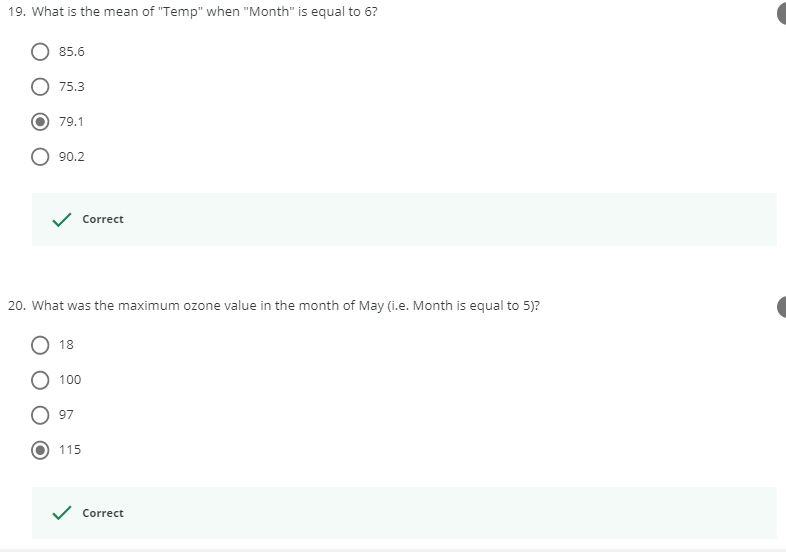 19. What is the mean of "Temp" when "Month" is equal to 6?
85.6
75.3
79.1
90.2
Correct
20. What was the maximum ozone value in the month of May (i.e. Month is equal to 5)?
18
100
97
115
Correct